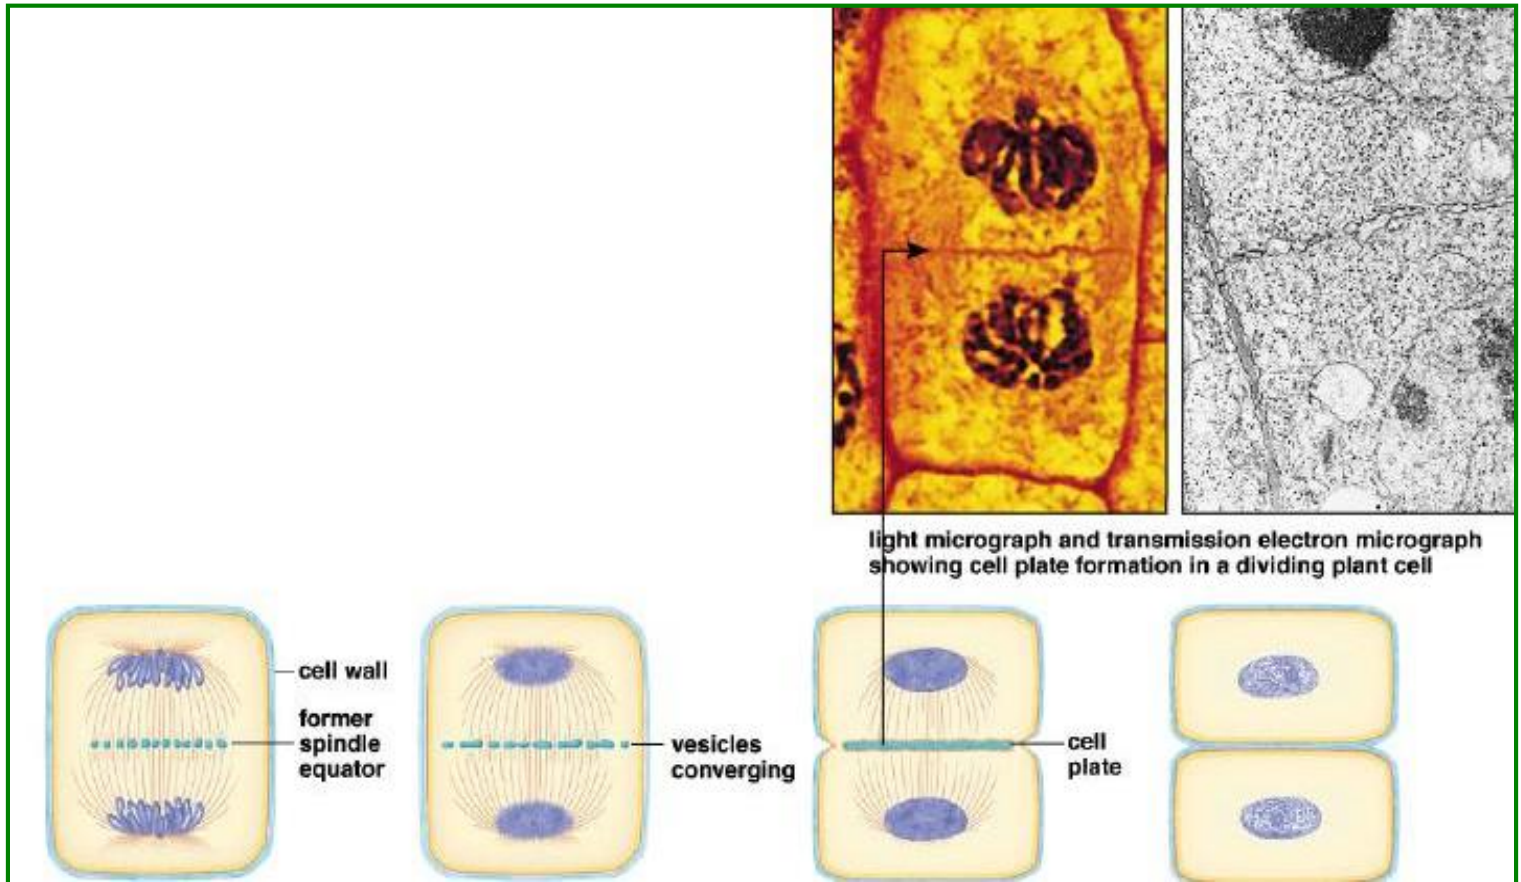 light micrograph and transmission electron micrograph
showing cell plate formation in a dividing plant cell
cell wall
former
spindle
equator
vesicles
converging
cell
plate